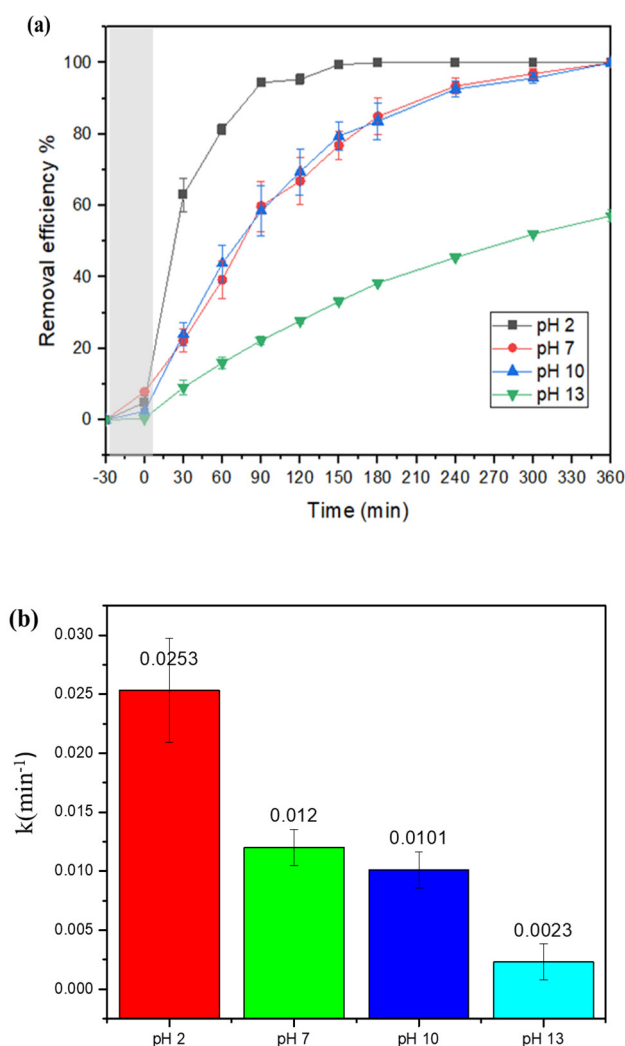 (a)
100
80
60
40
20
0
Removal efficiency %
pH 2
pH 7
pH 10
pH 13
-30 0 30 60 90 120 150 180 210 240 270 300 330 360
Time (min)
(b)
0.030
0.025
0.020
0.015
0.010
0.005
0.000
k(min⁻¹)
0.0253
0.012
0.0101
0.0023
pH 2 pH 7 pH 10 pH 13